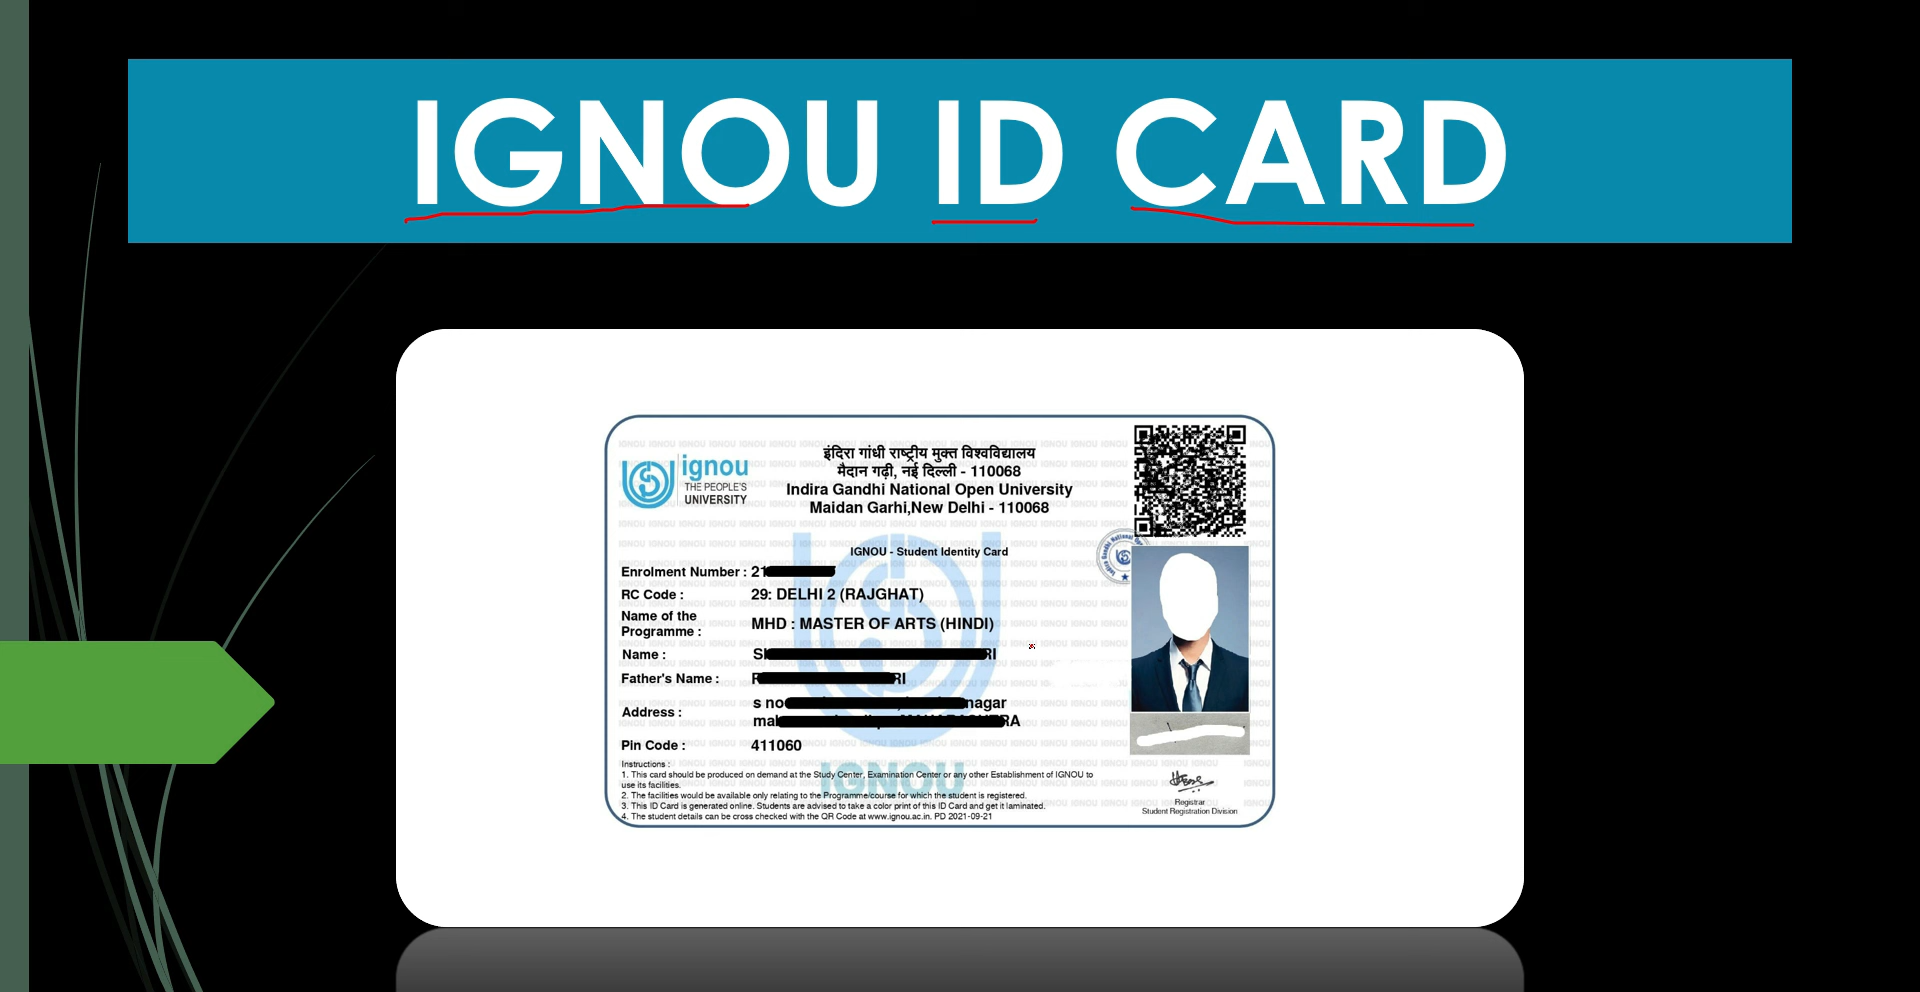 IGNOU ID CARD
ignou
THE PEOPLE'S
UNIVERSITY
इंदिरा गांधी राष्ट्रीय मुक्त विश्वविद्यालय
मैदान गढ़ी, नई दिल्ली - 110068
Indira Gandhi National Open University
Maidan Garhi,New Delhi - 110068
IGNOU - Student Identity Card
Enrolment Number : 21
RC Code : 29: DELHI 2 (RAJGHAT)
Name of the
Programme : MHD : MASTER OF ARTS (HINDI)
Name : RI
Father's Name : RI
Address : s no nagar
RA
Pin Code : 411060
Instructions :
1. This card should be produced on demand at the Study Center, Examination Center or any other Establishment of IGNOU to
use its facilities.
2. The facilities would be available only relating to the Programme/course for which the student is registered.
3. This ID Card is generated online. Students are advised to take a color print of this ID Card and get it laminated.
4. The student details can be cross checked with the QR Code at www.ignou.ac.in. PD 2021-09-21
IGNOU
Registrar
Student Registration Division